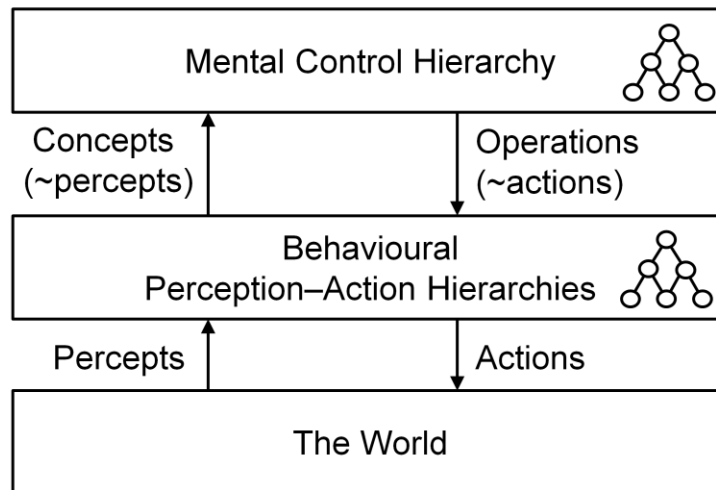 Mental Control Hierarchy
Concepts
(~percepts)
Operations
(~actions)
Behavioural
Perception–Action Hierarchies
Percepts
Actions
The World